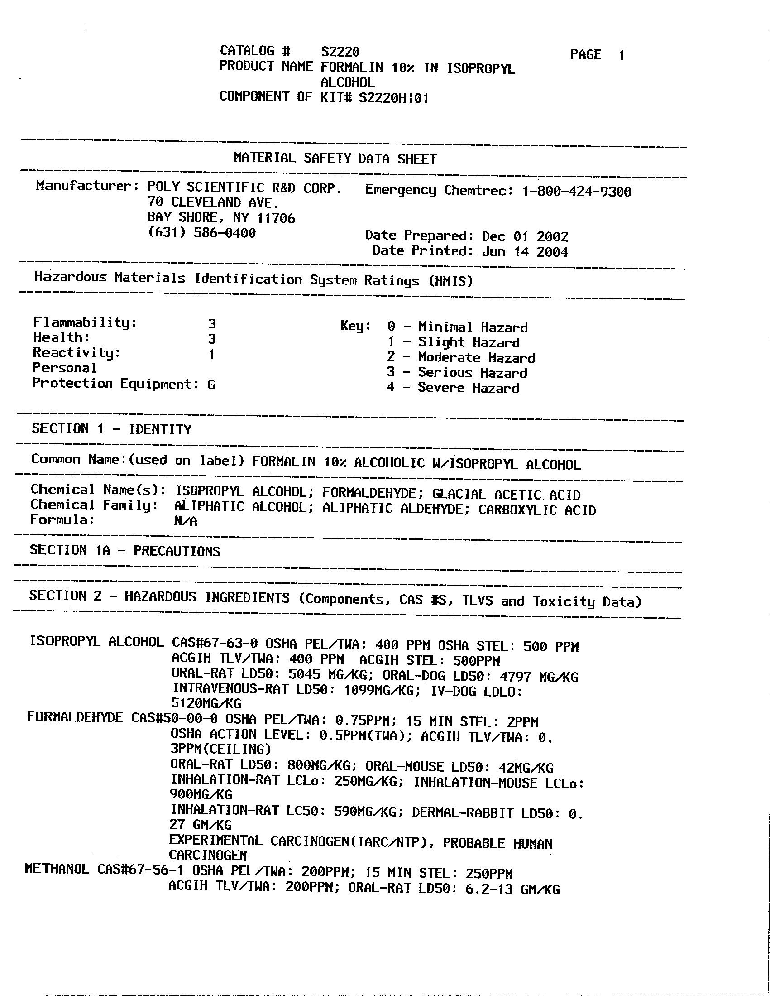 CATALOG # S2220 PAGE 1
PRODUCT NAME FORMALIN 10% IN ISOPROPYL
ALCOHOL
COMPONENT OF KIT# S2220H:01
MATERIAL SAFETY DATA SHEET
Manufacturer: POLY SCIENTIFIC R&D CORP. Emergency Chemtrec: 1-800-424-9300
70 CLEVELAND AVE.
BAY SHORE, NY 11706
(631) 586-0400 Date Prepared: Dec 01 2002
Date Printed: Jun 14 2004
Hazardous Materials Identification System Ratings (HMIS)
Flammability: 3 Key: 0 - Minimal Hazard
Health: 3 1 - Slight Hazard
Reactivity: 1 2 - Moderate Hazard
Personal 3 - Serious Hazard
Protection Equipment: G 4 - Severe Hazard
SECTION 1 - IDENTITY
Common Name:(used on label) FORMALIN 10% ALCOHOLIC W/ISOPROPYL ALCOHOL
Chemical Name(s): ISOPROPYL ALCOHOL; FORMALDEHYDE; GLACIAL ACETIC ACID
Chemical Family: ALIPHATIC ALCOHOL; ALIPHATIC ALDEHYDE; CARBOXYLIC ACID
Formula: N/A
SECTION 1A - PRECAUTIONS
SECTION 2 - HAZARDOUS INGREDIENTS (Components, CAS #S, TLVS and Toxicity Data)
ISOPROPYL ALCOHOL CAS#67-63-0 OSHA PEL/TWA: 400 PPM OSHA STEL: 500 PPM
ACGIH TLV/TWA: 400 PPM ACGIH STEL: 500PPM
ORAL-RAT LD50: 5045 MG/KG; ORAL-DOG LD50: 4797 MG/KG
INTRAVENOUS-RAT LD50: 1099MG/KG; IV-DOG LDLO:
5120MG/KG
FORMALDEHYDE CAS#50-00-0 OSHA PEL/TWA: 0.75PPM; 15 MIN STEL: 2PPM
OSHA ACTION LEVEL: 0.5PPM(TWA); ACGIH TLV/TWA: 0.
3PPM(CEILING)
ORAL-RAT LD50: 800MG/KG; ORAL-MOUSE LD50: 42MG/KG
INHALATION-RAT LCLo: 250MG/KG; INHALATION-MOUSE LCLo:
900MG/KG
INHALATION-RAT LC50: 590MG/KG; DERMAL-RABBIT LD50: 0.
27 GM/KG
EXPERIMENTAL CARCINOGEN(IARC/NTP), PROBABLE HUMAN
CARCINOGEN
METHANOL CAS#67-56-1 OSHA PEL/TWA: 200PPM; 15 MIN STEL: 250PPM
ACGIH TLV/TWA: 200PPM; ORAL-RAT LD50: 6.2-13 GM/KG